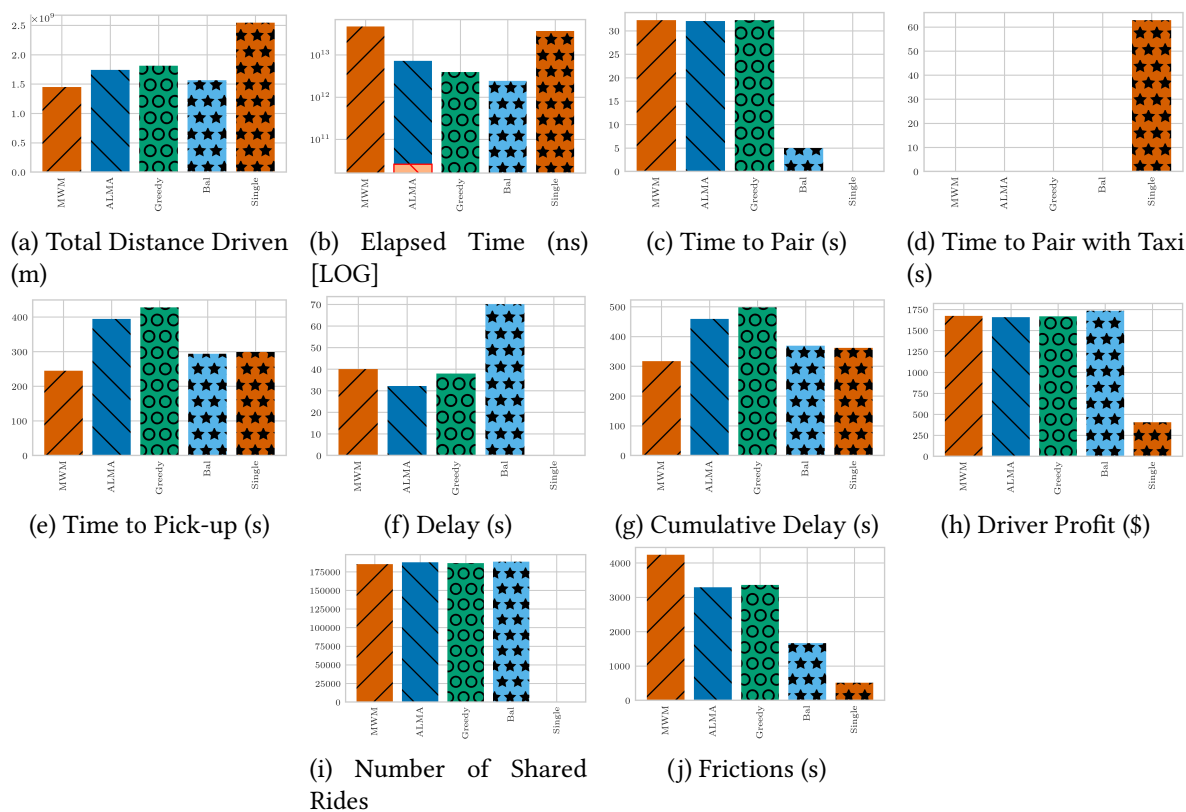 ×10⁹
2.5
2.0
1.5
1.0
0.5
0.0
MWM
ALMA
Greedy
Bal
Single
(a) Total Distance Driven
(m)
10¹³
10¹²
10¹¹
MWM
ALMA
Greedy
Bal
Single
(b) Elapsed Time (ns)
[LOG]
30
25
20
15
10
5
0
MWM
ALMA
Greedy
Bal
Single
(c) Time to Pair (s)
60
50
40
30
20
10
0
MWM
ALMA
Greedy
Bal
Single
(d) Time to Pair with Taxi
(s)
400
300
200
100
0
MWM
ALMA
Greedy
Bal
Single
(e) Time to Pick-up (s)
70
60
50
40
30
20
10
0
MWM
ALMA
Greedy
Bal
Single
(f) Delay (s)
500
400
300
200
100
0
MWM
ALMA
Greedy
Bal
Single
(g) Cumulative Delay (s)
1750
1500
1250
1000
750
500
250
0
MWM
ALMA
Greedy
Bal
Single
(h) Driver Profit ($)
175000
150000
125000
100000
75000
50000
25000
0
MWM
ALMA
Greedy
Bal
Single
(i) Number of Shared
Rides
4000
3000
2000
1000
0
MWM
ALMA
Greedy
Bal
Single
(j) Frictions (s)